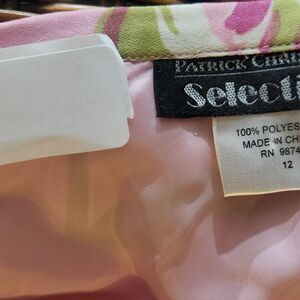 PATRICK CHRI
Selecti
100% POLYES
MADE IN CHI
RN 9874
12